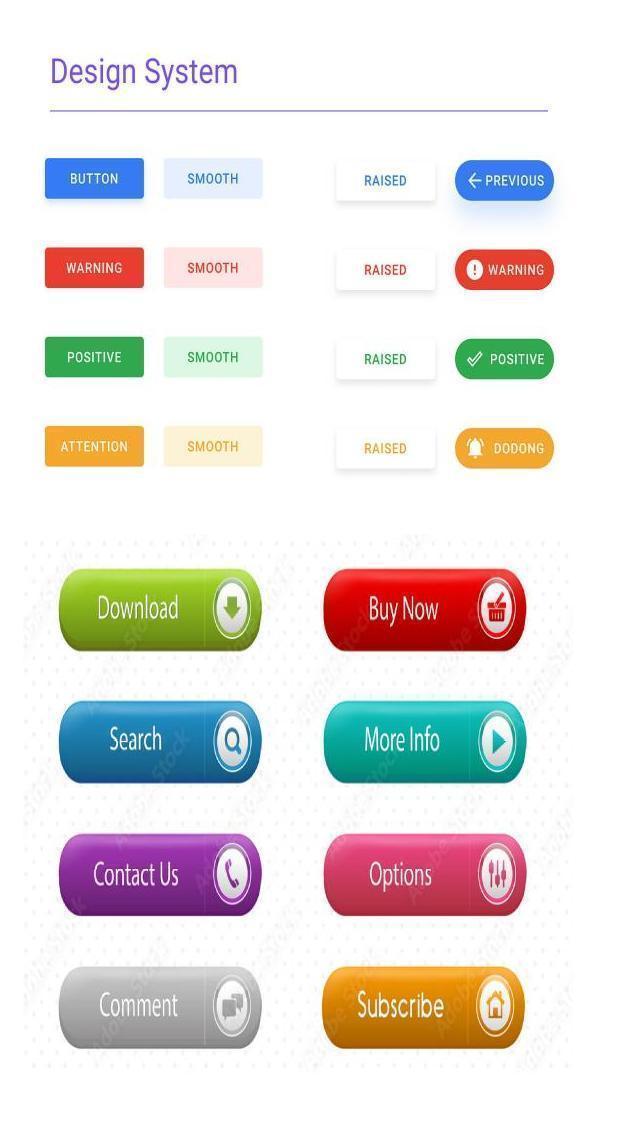 Design System
BUTTON SMOOTH RAISED PREVIOUS
WARNING SMOOTH RAISED WARNING
POSITIVE SMOOTH RAISED POSITIVE
ATTENTION SMOOTH RAISED DODONG
Download Buy Now
Search More Info
Contact Us Options
Comment Subscribe
Adobe Stock